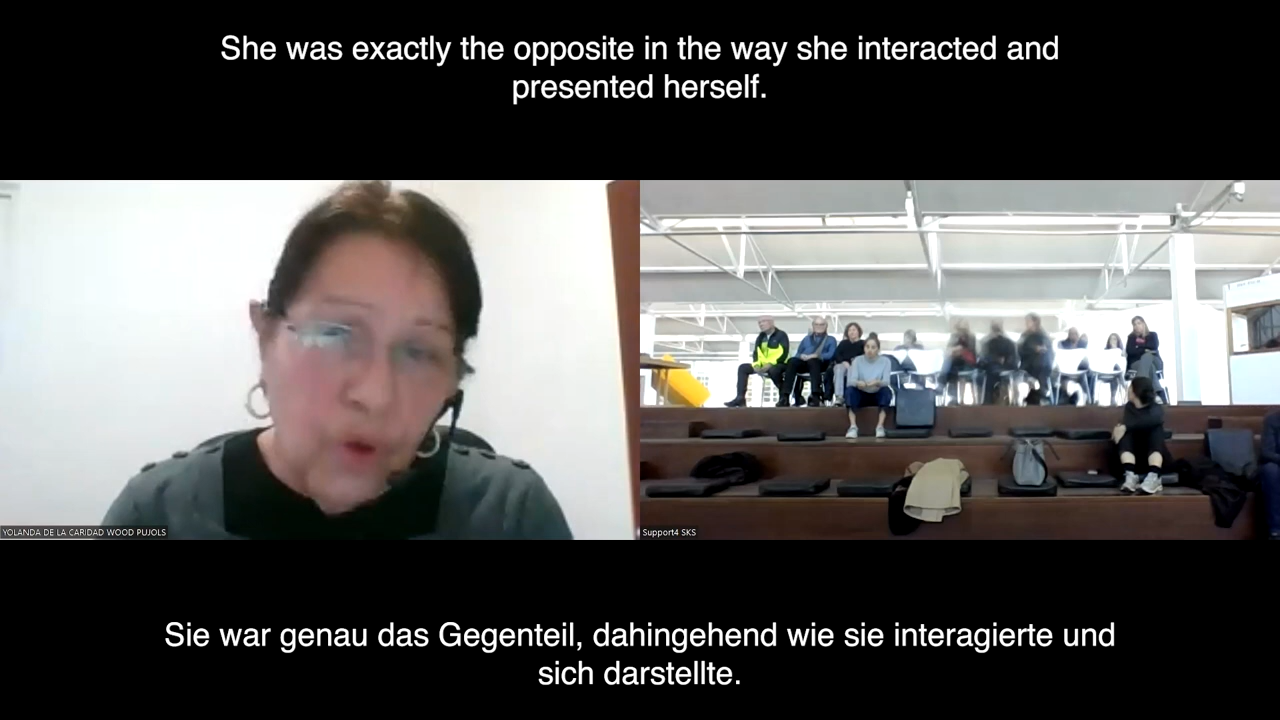 She was exactly the opposite in the way she interacted and
presented herself.
YOLANDA DE LA CARIDAD WOOD PUJOLS
Support4 SKS
Sie war genau das Gegenteil, dahingehend wie sie interagierte und
sich darstellte.